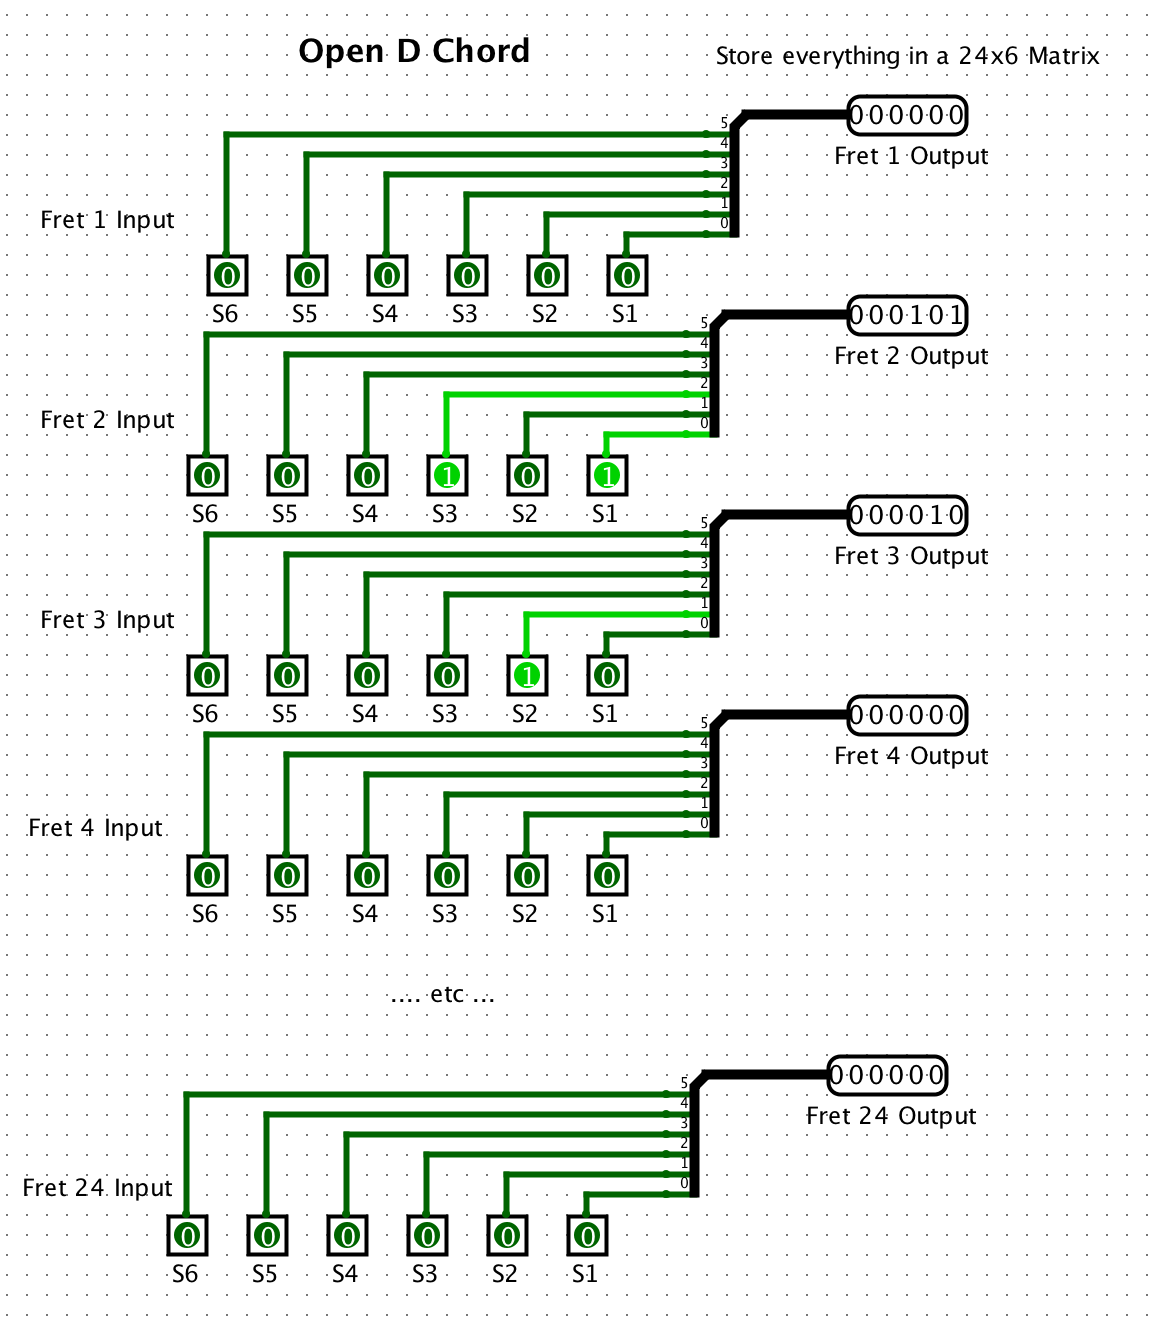 Open D Chord
Store everything in a 24x6 Matrix
5
4
3
2
1
0
000000
Fret 1 Output
Fret 1 Input
0 0 0 0 0 0
S6 S5 S4 S3 S2 S1
5
4
3
2
1
0
000101
Fret 2 Output
Fret 2 Input
0 0 0 1 0 1
S6 S5 S4 S3 S2 S1
5
4
3
2
1
0
000010
Fret 3 Output
Fret 3 Input
0 0 0 0 1 0
S6 S5 S4 S3 S2 S1
5
4
3
2
1
0
000000
Fret 4 Output
Fret 4 Input
0 0 0 0 0 0
S6 S5 S4 S3 S2 S1
.... etc ...
5
4
3
2
1
0
000000
Fret 24 Output
Fret 24 Input
0 0 0 0 0 0
S6 S5 S4 S3 S2 S1